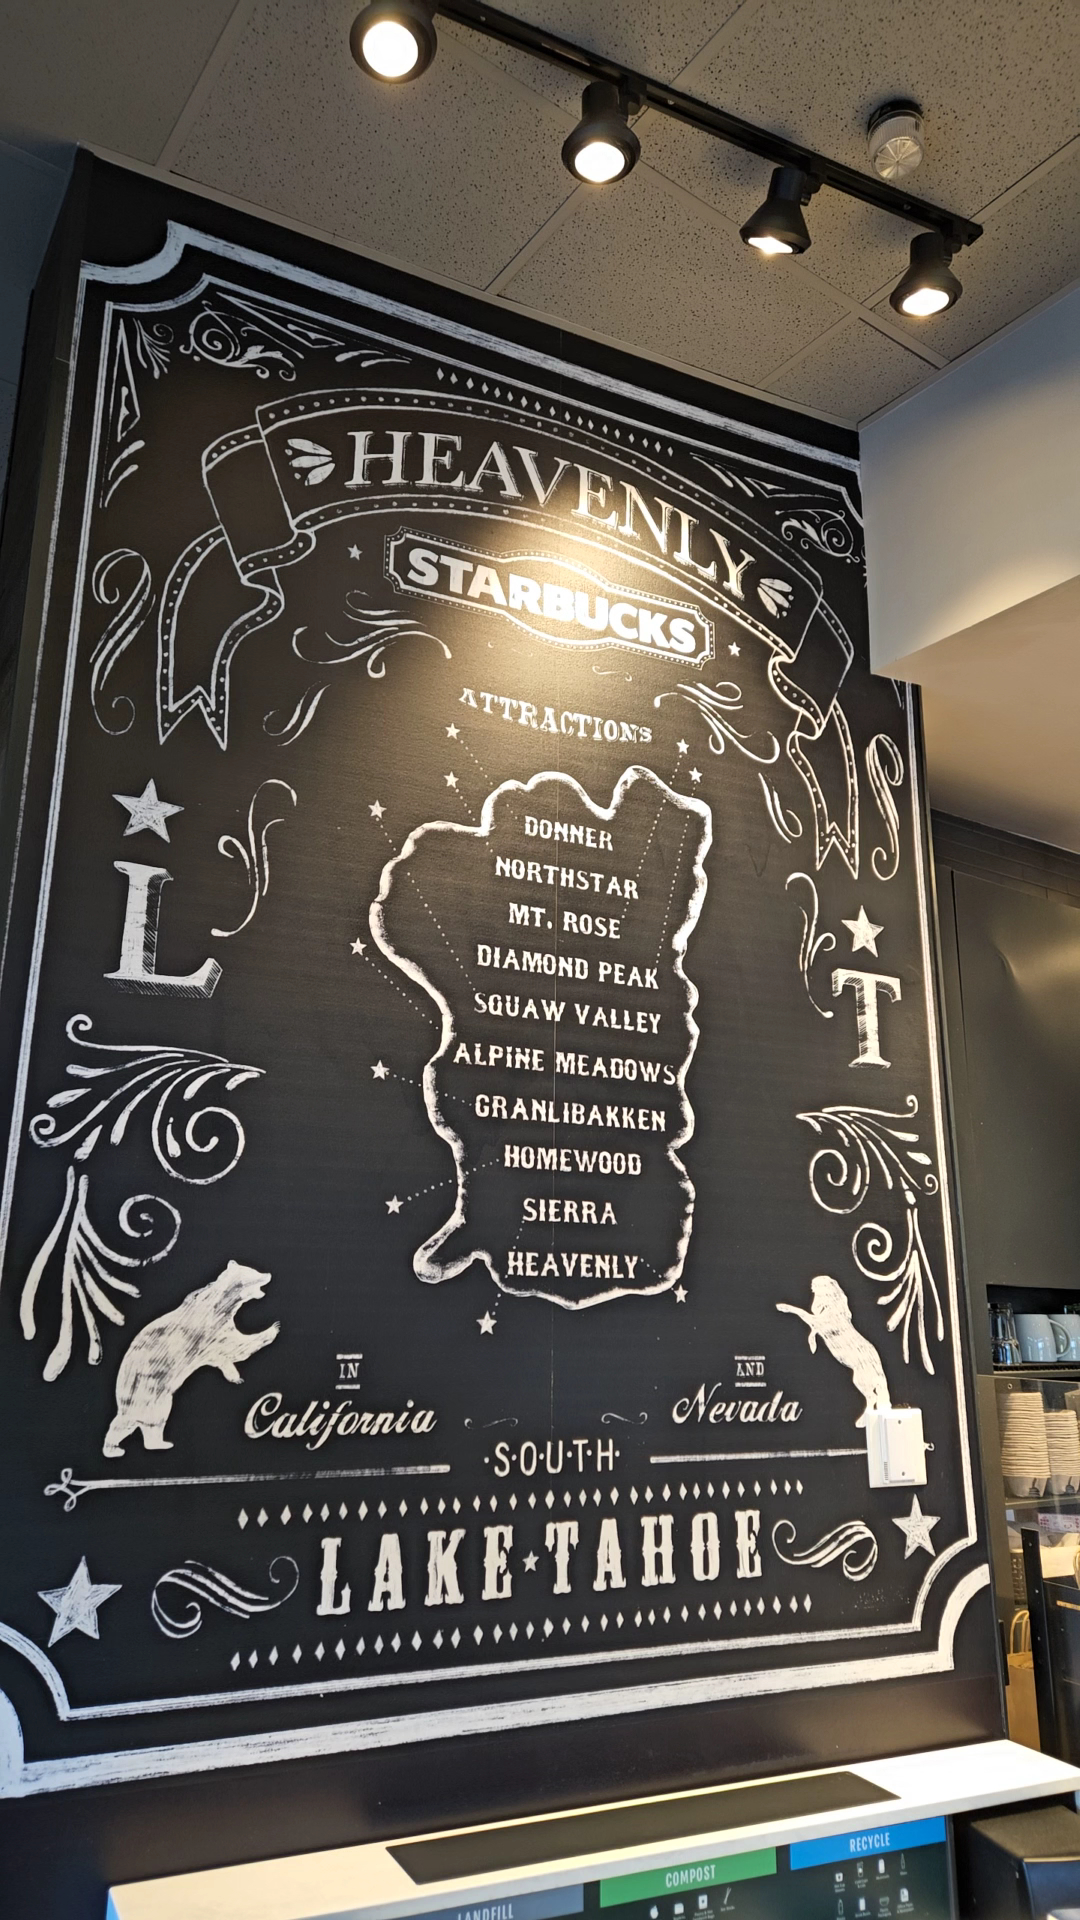 HEAVENLY
STARBUCKS
ATTRACTIONS
DONNER
NORTHSTAR
MT. ROSE
DIAMOND PEAK
SQUAW VALLEY
ALPINE MEADOWS
GRANLIBAKKEN
HOMEWOOD
SIERRA
HEAVENLY
L
T
IN
California
AND
Nevada
·S·O·U·T·H·
LAKE TAHOE
LANDFILL
COMPOST
RECYCLE